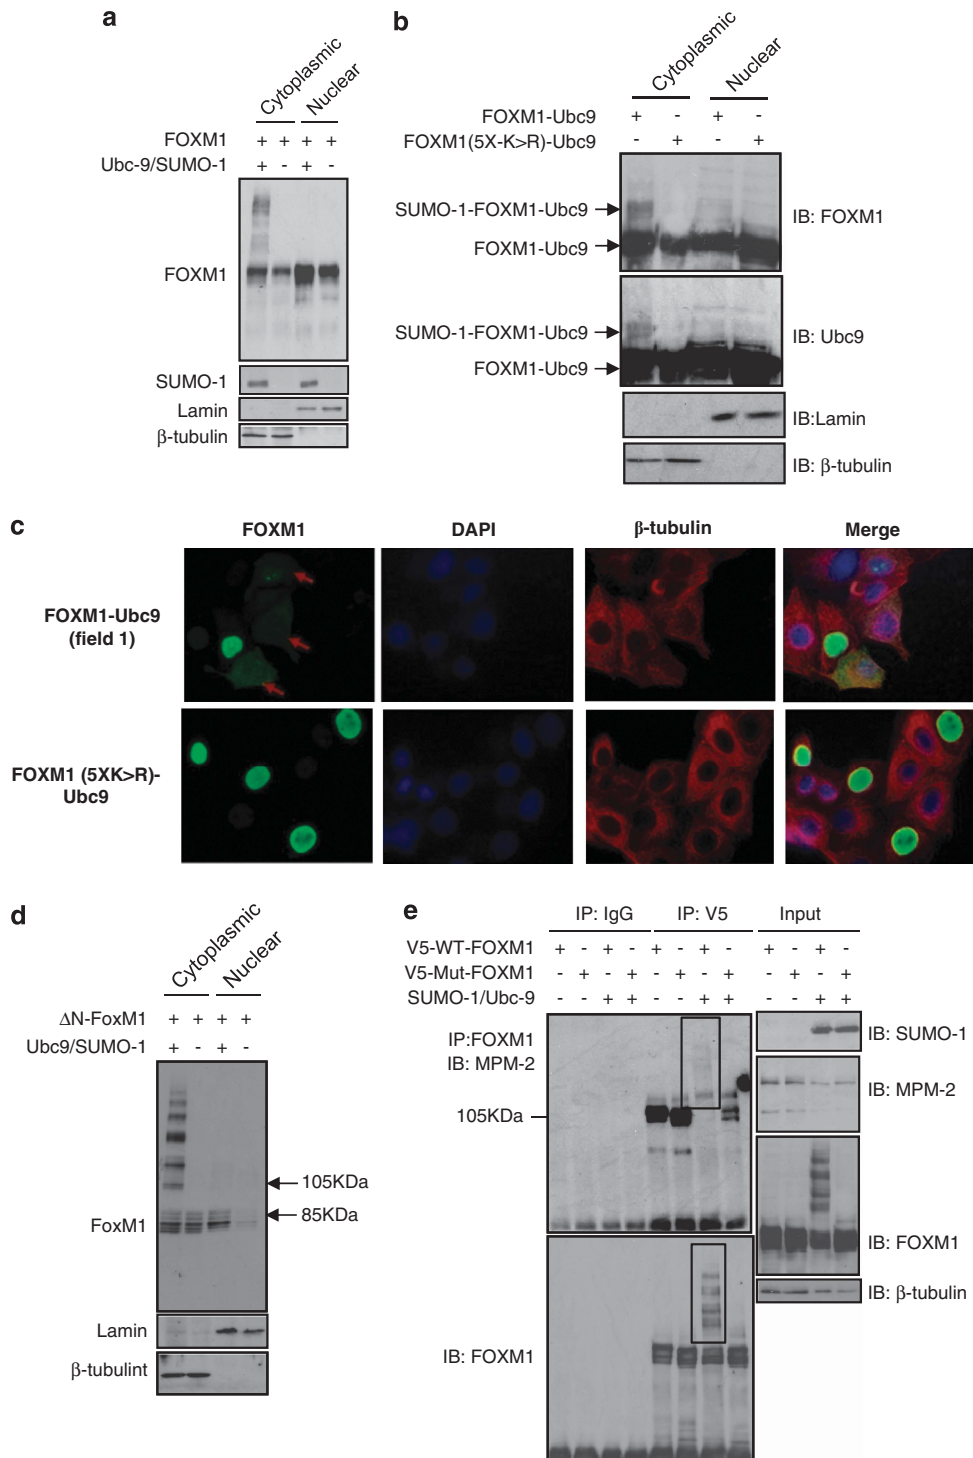 a
Cytoplasmic
Nuclear
FOXM1 + + + +
Ubc-9/SUMO-1 + - + -
FOXM1
SUMO-1
Lamin
β-tubulin
b
Cytoplasmic
Nuclear
FOXM1-Ubc9 + - + -
FOXM1(5X-K>R)-Ubc9 - + - +
SUMO-1-FOXM1-Ubc9
FOXM1-Ubc9
IB: FOXM1
SUMO-1-FOXM1-Ubc9
FOXM1-Ubc9
IB: Ubc9
IB:Lamin
IB: β-tubulin
c
FOXM1 DAPI β-tubulin Merge
FOXM1-Ubc9
(field 1)
FOXM1 (5XK>R)-
Ubc9
d
Cytoplasmic
Nuclear
ΔN-FoxM1 + + + +
Ubc9/SUMO-1 + - + -
105KDa
85KDa
FoxM1
Lamin
β-tubulint
e
IP: IgG IP: V5 Input
V5-WT-FOXM1 + - + - + - + - + - + -
V5-Mut-FOXM1 - + - + - + - + - + - +
SUMO-1/Ubc-9 - - + + - - + + - - + +
IP:FOXM1
IB: MPM-2
105KDa
IB: FOXM1
IB: SUMO-1
IB: MPM-2
IB: FOXM1
IB: β-tubulin